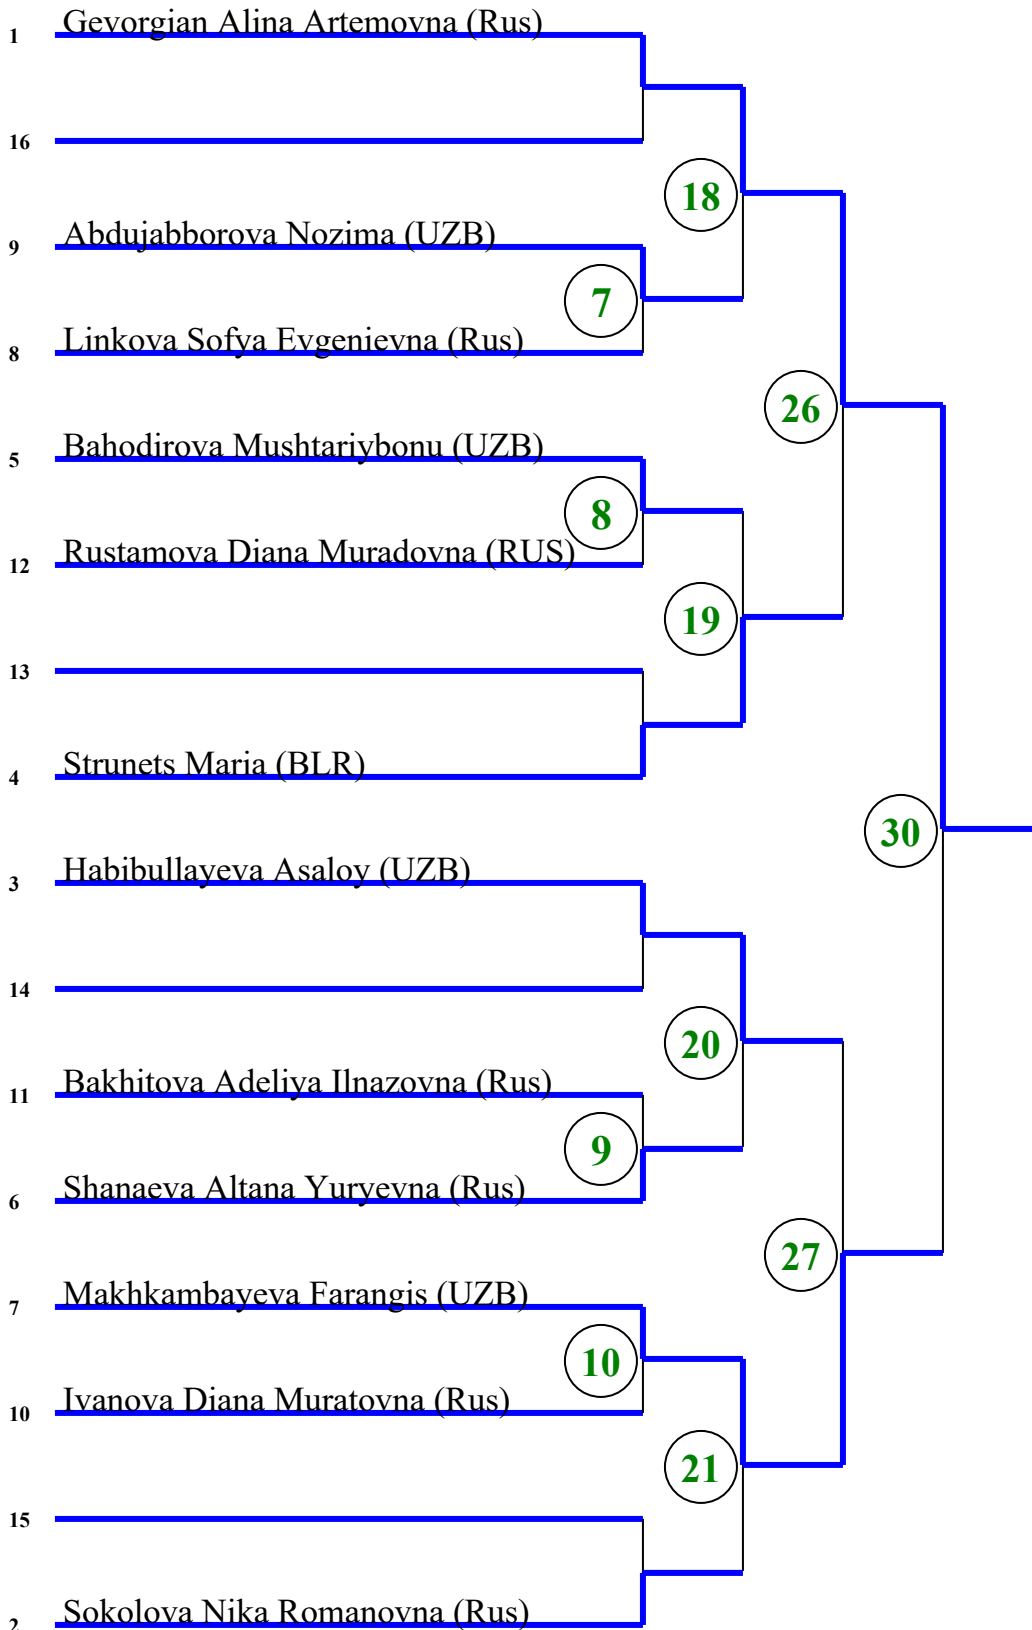 1 Gevorgian Alina Artemovna (Rus)
16
18
9 Abdujabborova Nozima (UZB)
7
8 Linkova Sofya Evgenievna (Rus)
26
5 Bahodirova Mushtariybonu (UZB)
8
12 Rustamova Diana Muradovna (RUS)
19
13
4 Strunets Maria (BLR)
30
3 Habibullayeva Asaloy (UZB)
14
20
11 Bakhitova Adeliya Ilnazovna (Rus)
9
6 Shanaeva Altana Yuryevna (Rus)
27
7 Makhkambayeva Farangis (UZB)
10
10 Ivanova Diana Muratovna (Rus)
21
15
2 Sokolova Nika Romanovna (Rus)